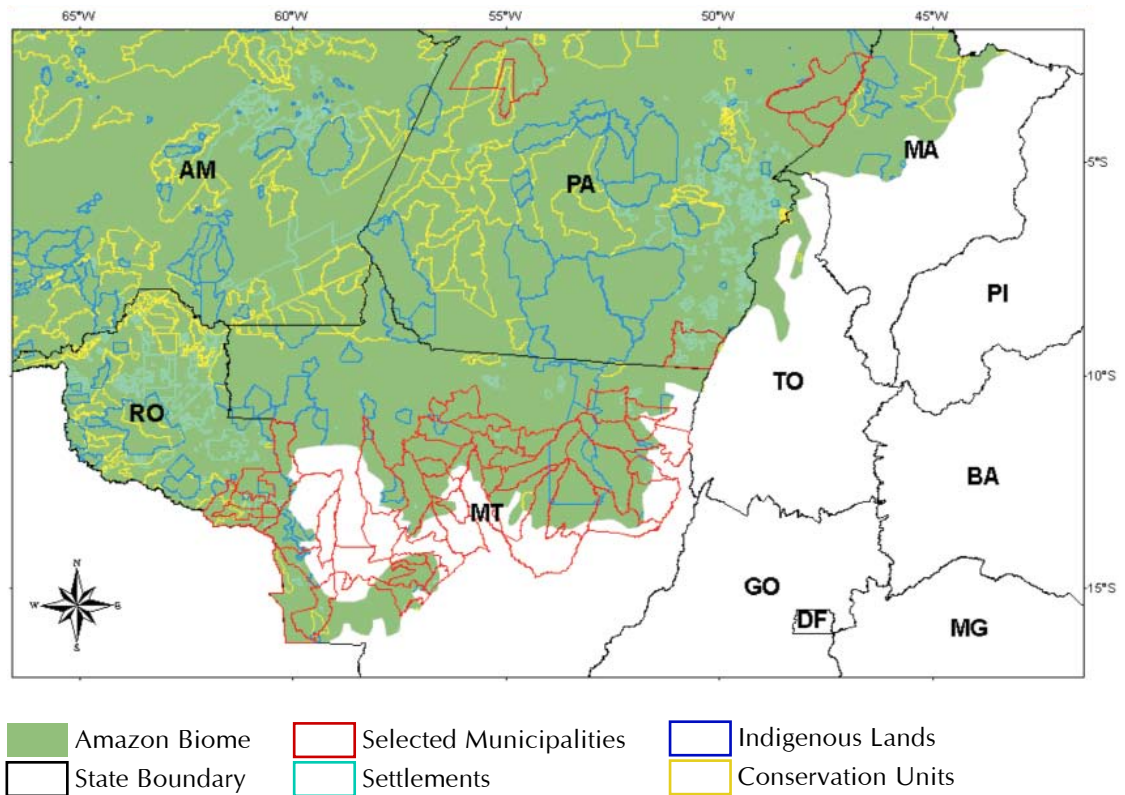 65°W 60°W 55°W 50°W 45°W
AM
PA
MA
5°S
PI
TO
10°S
RO
BA
MT
GO
15°S
DF
MG
N
W
S
Amazon Biome
Selected Municipalities
Indigenous Lands
State Boundary
Settlements
Conservation Units